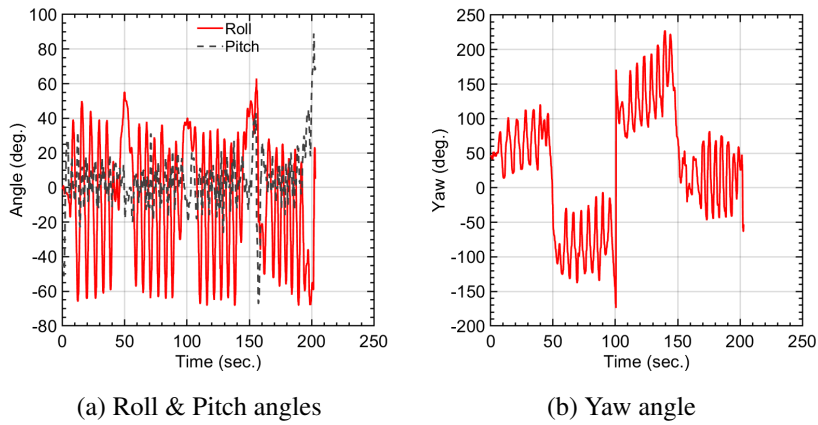 100
80
60
40
20
0
-20
-40
-60
-80
Angle (deg.)
Roll
Pitch
0 50 100 150 200 250
Time (sec.)
250
200
150
100
50
0
-50
-100
-150
-200
Yaw (deg.)
0 50 100 150 200 250
Time (sec.)
(a) Roll & Pitch angles
(b) Yaw angle